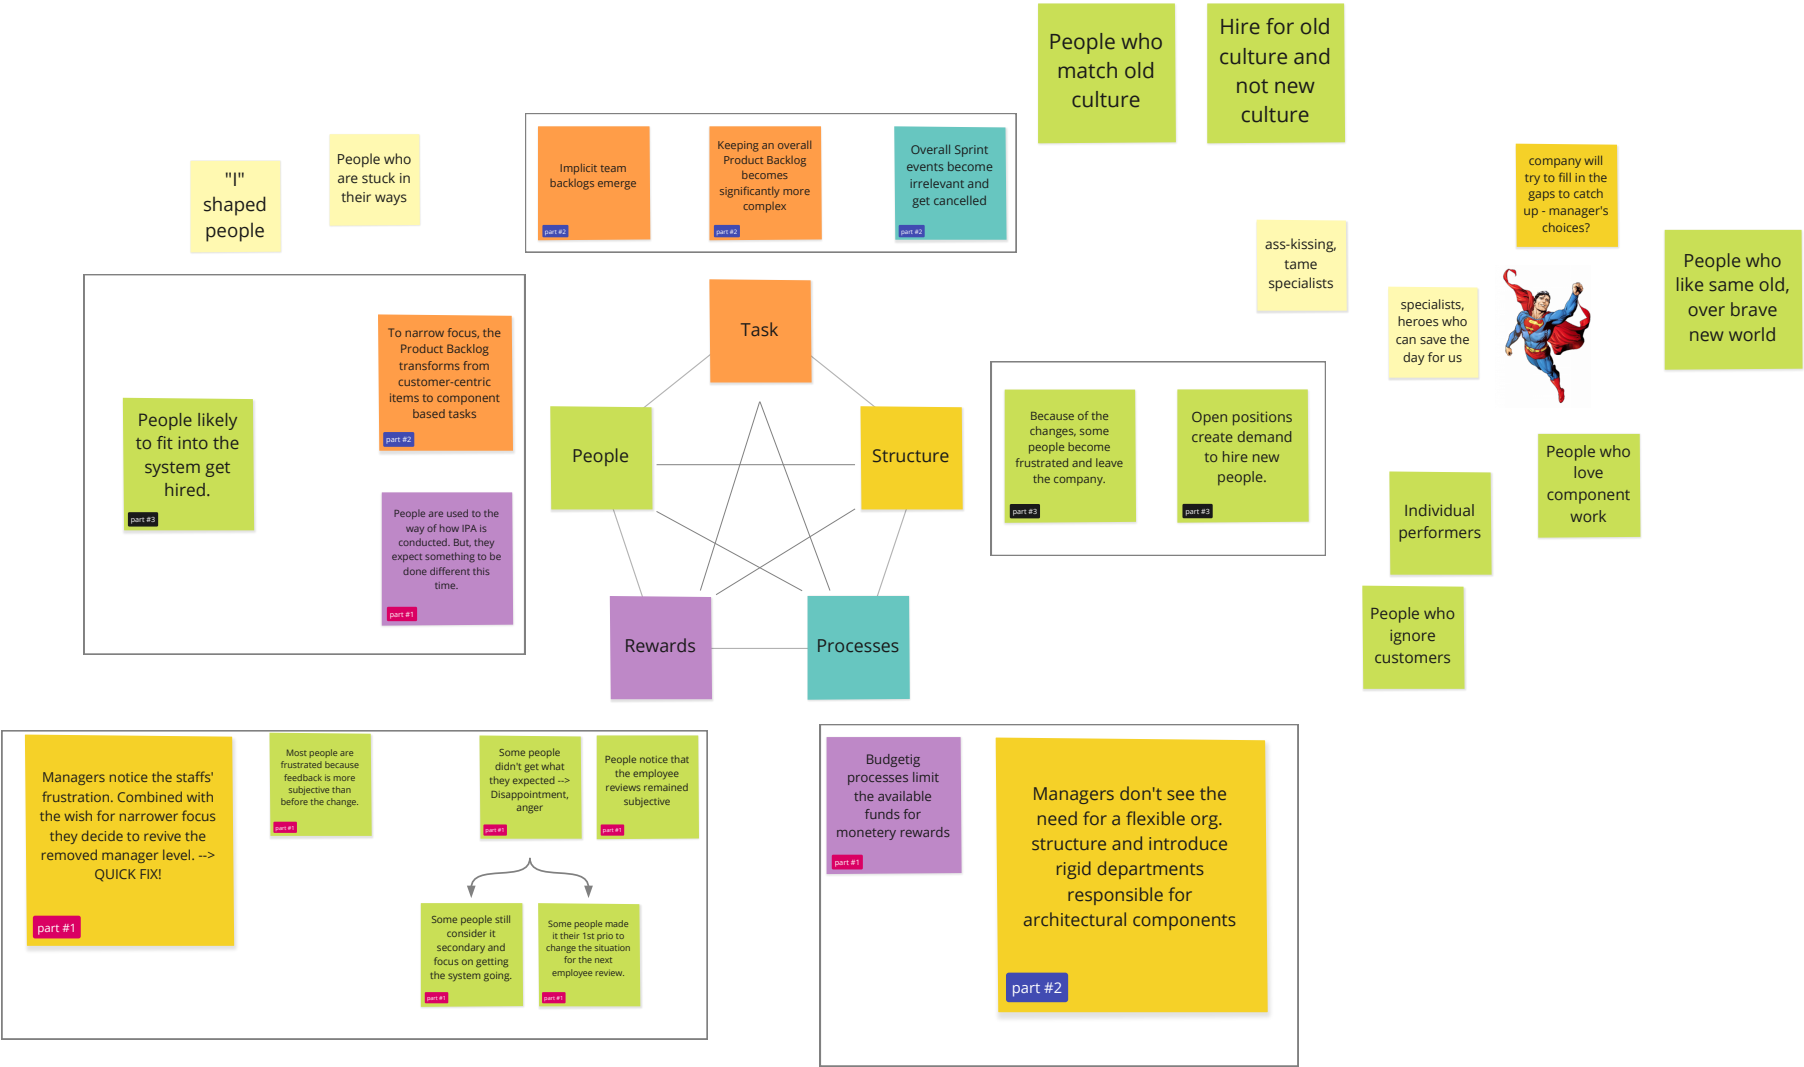 People who
match old
culture
Hire for old
culture and
not new
culture
"I"
shaped
people
People who
are stuck in
their ways
Implicit team
backlogs emerge
part #2
Keeping an overall
Product Backlog
becomes
significantly more
complex
part #2
Overall Sprint
events become
irrelevant and
get cancelled
part #2
company will
try to fill in the
gaps to catch
up - manager's
choices?
ass-kissing,
tame
specialists
specialists,
heroes who
can save the
day for us
People who
like same old,
over brave
new world
People likely
to fit into the
system get
hired.
part #3
To narrow focus, the
Product Backlog
transforms from
customer-centric
items to component
based tasks
part #2
People are used to the
way of how IPA is
conducted. But, they
expect something to be
done different this
time.
part #1
Task
People
Structure
Rewards
Processes
Because of the
changes, some
people become
frustrated and leave
the company.
part #3
Open positions
create demand
to hire new
people.
part #3
People who
love
component
work
Individual
performers
People who
ignore
customers
Managers notice the staffs'
frustration. Combined with
the wish for narrower focus
they decide to revive the
removed manager level. -->
QUICK FIX!
part #1
Most people are
frustrated because
feedback is more
subjective than
before the change.
part #1
Some people
didn't get what
they expected -->
Disappointment,
anger
part #1
People notice that
the employee
reviews remained
subjective
part #1
Some people still
consider it
secondary and
focus on getting
the system going.
part #1
Some people made
it their 1st prio to
change the situation
for the next
employee review.
part #1
Budgetig
processes limit
the available
funds for
monetery rewards
part #1
Managers don't see the
need for a flexible org.
structure and introduce
rigid departments
responsible for
architectural components
part #2